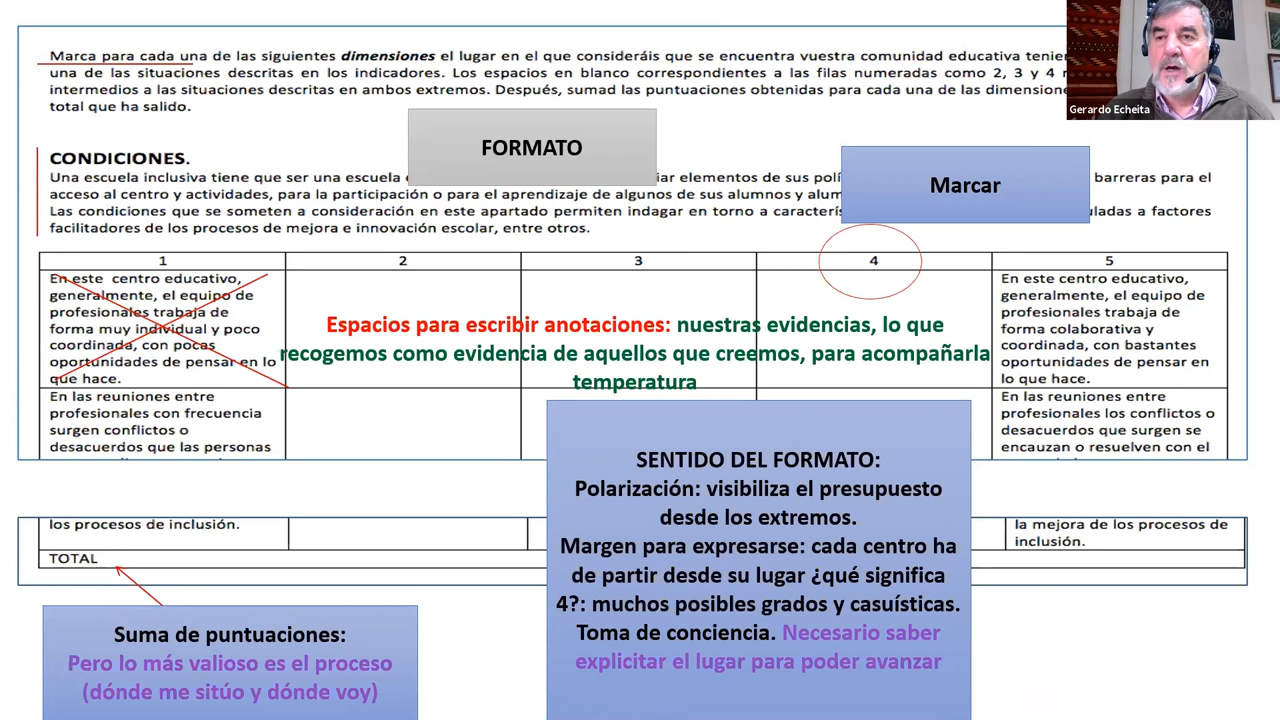 Marca para cada una de las siguientes dimensiones el lugar en el que consideráis que se encuentra vuestra comunidad educativa
una de las situaciones descritas en los indicadores. Los espacios en blanco correspondientes a las filas numeradas como 2, 3 y 4
intermedios a las situaciones descritas en ambos extremos. Después, sumad las puntuaciones obtenidas para cada una de las
total que ha salido.
Gerardo Echeita
FORMATO
Marcar
CONDICIONES.
Una escuela inclusiva tiene que ser una escuela elementos de sus barreras para el
acceso al centro y actividades, para la participación o para el aprendizaje de algunos de sus alumnos y
Las condiciones que se someten a consideración en este apartado permiten indagar en torno a a factores
facilitadores de los procesos de mejora e innovación escolar, entre otros.
1 2 3 4 5
En este centro educativo,
generalmente, el equipo de
profesionales trabaja de
forma muy individual y poco
coordinada, con pocas
oportunidades de pensar en lo
que hace.
Espacios para escribir anotaciones: nuestras evidencias, lo que
recogemos como evidencia de aquellos que creemos, para acompañarla
temperatura
En este centro educativo,
generalmente, el equipo de
profesionales trabaja de
forma colaborativa y
coordinada, con bastantes
oportunidades de pensar en
lo que hace.
En las reuniones entre
profesionales con frecuencia
surgen conflictos o
desacuerdos que las personas
En las reuniones entre
profesionales los conflictos o
desacuerdos que surgen se
encauzan o resuelven con el
SENTIDO DEL FORMATO:
Polarización: visibiliza el presupuesto
desde los extremos.
Margen para expresarse: cada centro ha
de partir desde su lugar ¿qué significa
4?: muchos posibles grados y casuísticas.
Toma de conciencia. Necesario saber
explicitar el lugar para poder avanzar
los procesos de inclusión.
la mejora de los procesos de
inclusión.
TOTAL
Suma de puntuaciones:
Pero lo más valioso es el proceso
(dónde me sitúo y dónde voy)